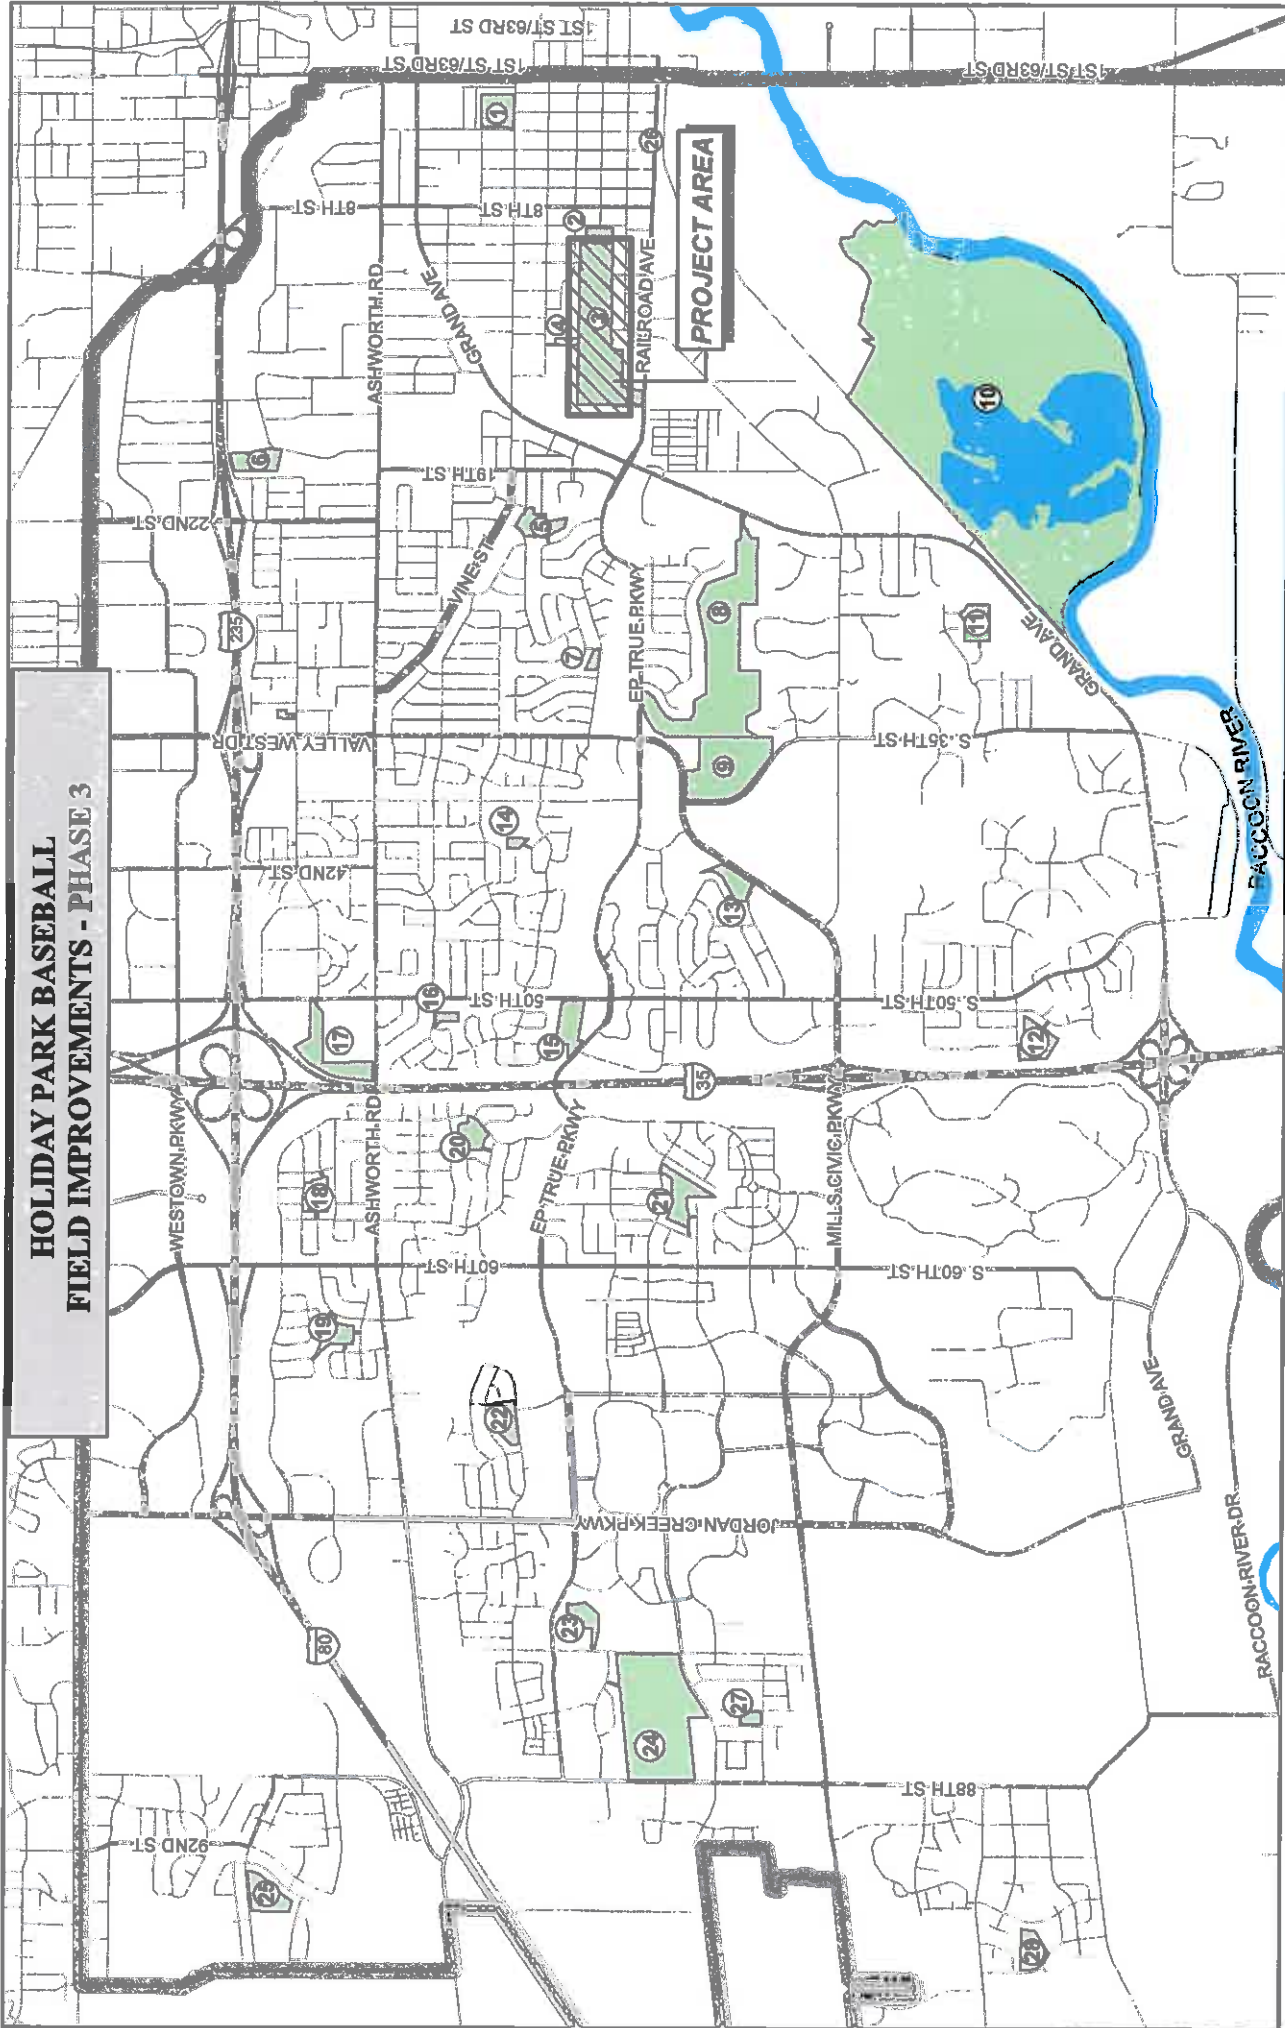 HOLIDAY PARK BASEBALL
FIELD IMPROVEMENTS - PHASE 3
1ST ST/63RD ST
1ST ST/63RD ST
1ST ST/63RD ST
1
26
PROJECT AREA
8TH ST
8TH ST
2
3
4
RAILROAD AVE
ASHWORTH RD
GRAND AVE
10
6
19TH ST
22ND ST
5
VINE ST
EP TRUE PKWY
8
7
11
GRAND AVE
235
VALLEY WEST DR
9
S. 35TH ST
RACCOON RIVER
14
42ND ST
13
16
50TH ST
S. 50TH ST
17
15
12
35
WESTOWN PKWY
ASHWORTH RD
20
EP TRUE PKWY
MILLS CIVIC PKWY
18
21
60TH ST
S. 60TH ST
19
22
GRAND AVE
JORDAN CREEK PKWY
RACCOON RIVER DR
23
80
27
24
88TH ST
92ND ST
25
28